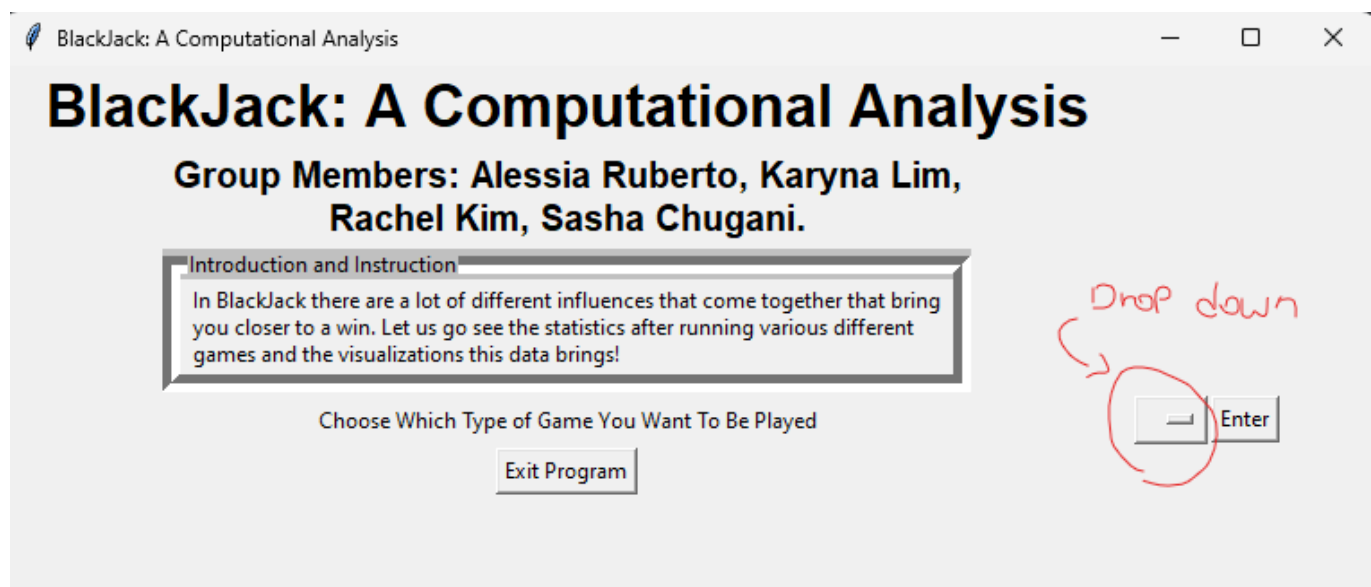 BlackJack: A Computational Analysis
BlackJack: A Computational Analysis
Group Members: Alessia Ruberto, Karyna Lim,
Rachel Kim, Sasha Chugani.
Introduction and Instruction
In BlackJack there are a lot of different influences that come together that bring
you closer to a win. Let us go see the statistics after running various different
games and the visualizations this data brings!
Drop down
Choose Which Type of Game You Want To Be Played
Enter
Exit Program